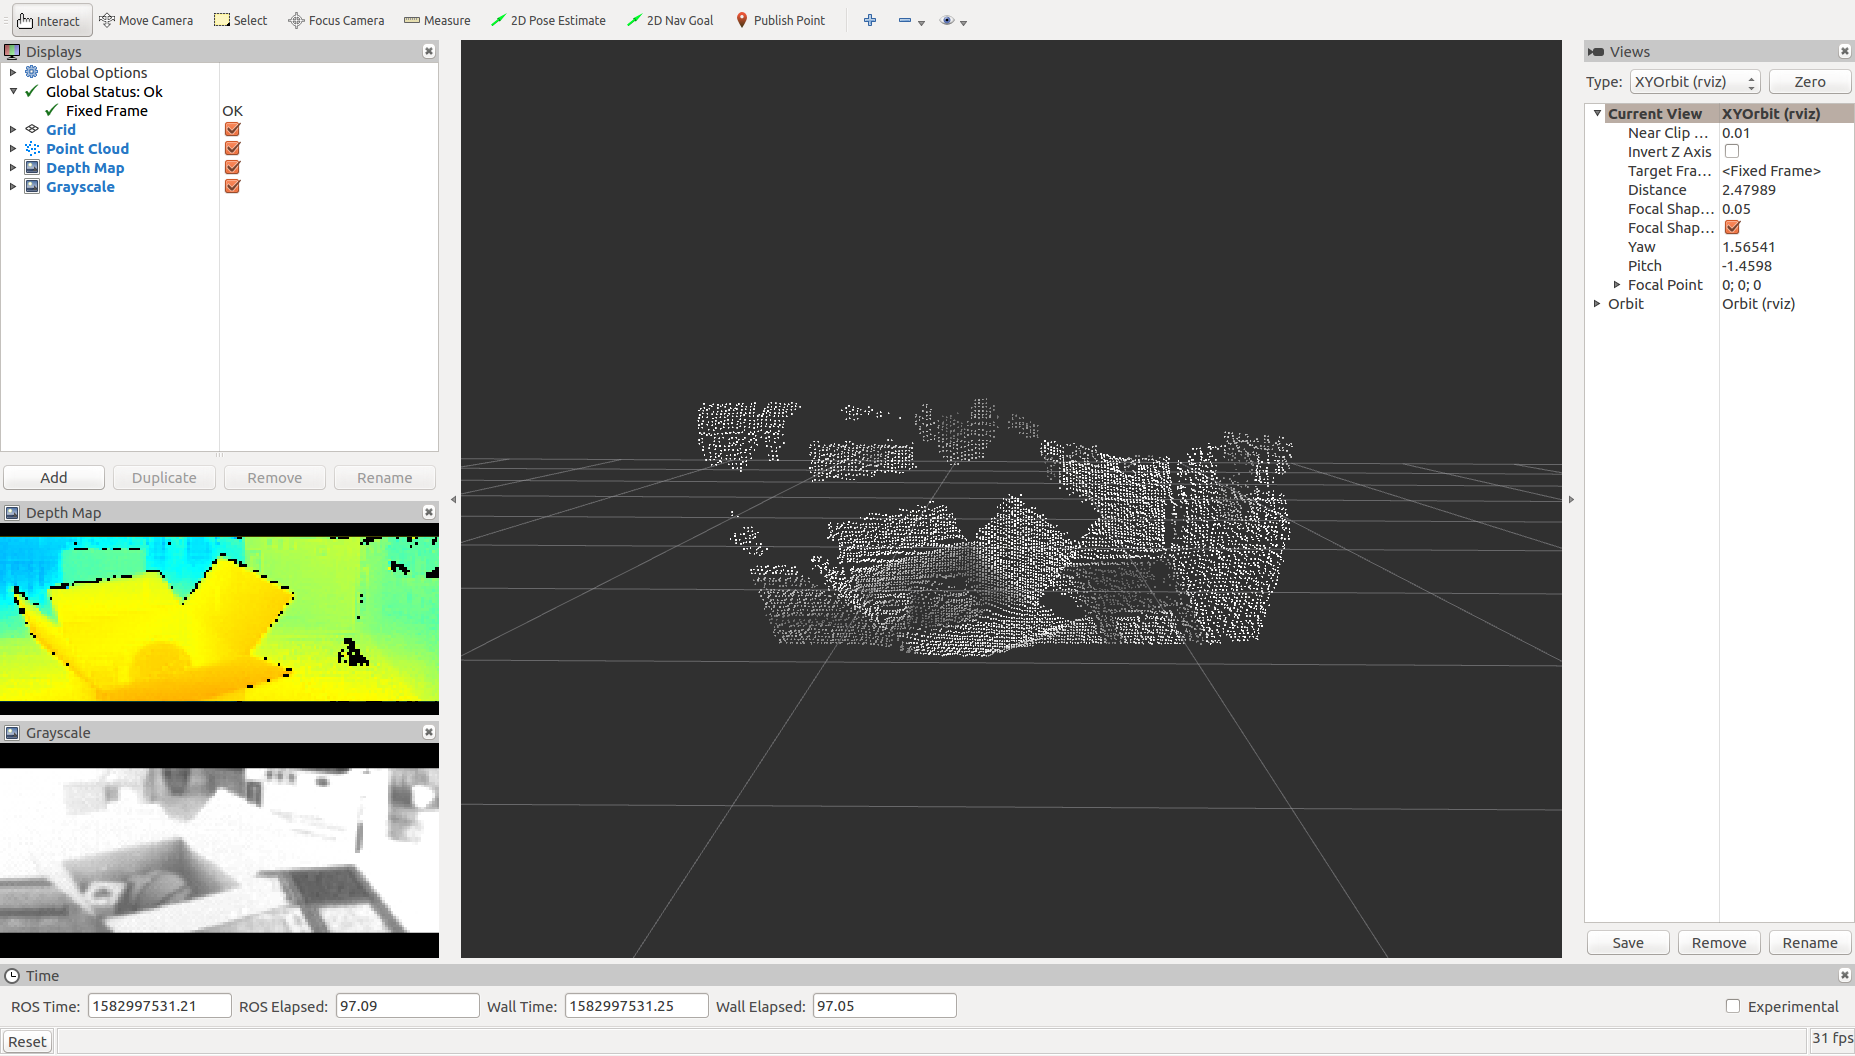 Interact Move Camera Select Focus Camera Measure 2D Pose Estimate 2D Nav Goal Publish Point
Displays
Global Options
Global Status: Ok
Fixed Frame OK
Grid
Point Cloud
Depth Map
Grayscale
Add Duplicate Remove Rename
Depth Map
Grayscale
Views
Type: XYOrbit (rviz) Zero
Current View XYOrbit (rviz)
Near Clip ... 0.01
Invert Z Axis
Target Fra... <Fixed Frame>
Distance 2.47989
Focal Shap... 0.05
Focal Shap...
Yaw 1.56541
Pitch -1.4598
Focal Point 0; 0; 0
Orbit Orbit (rviz)
Save Remove Rename
Time
ROS Time: 1582997531.21 ROS Elapsed: 97.09 Wall Time: 1582997531.25 Wall Elapsed: 97.05 Experimental
Reset 31 fps